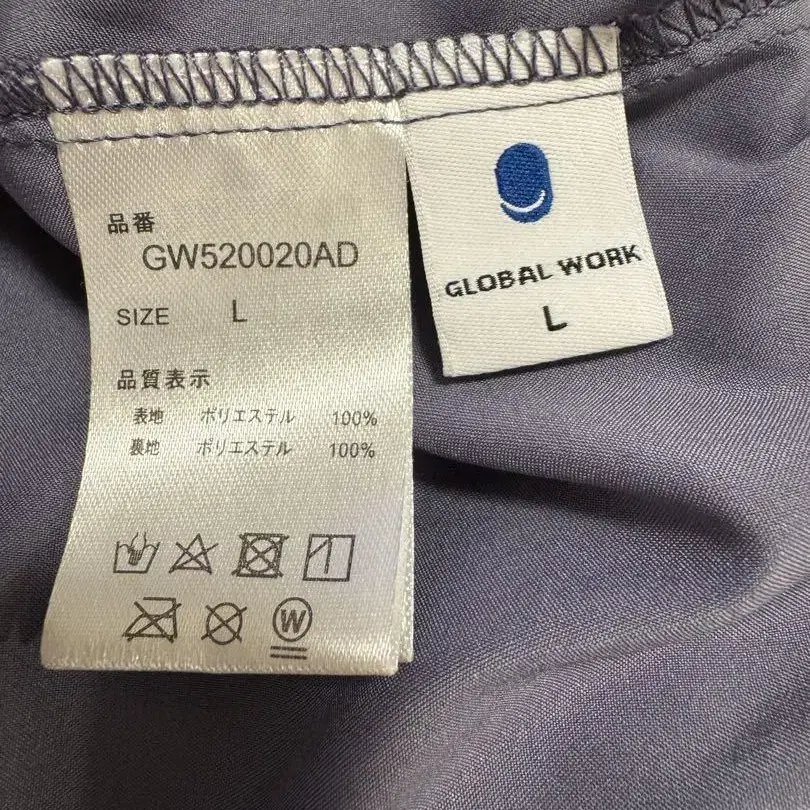 品番
GW520020AD
SIZE L
品質表示
表地 ポリエステル 100%
裏地 ポリエステル 100%
W
GLOBAL WORK
L